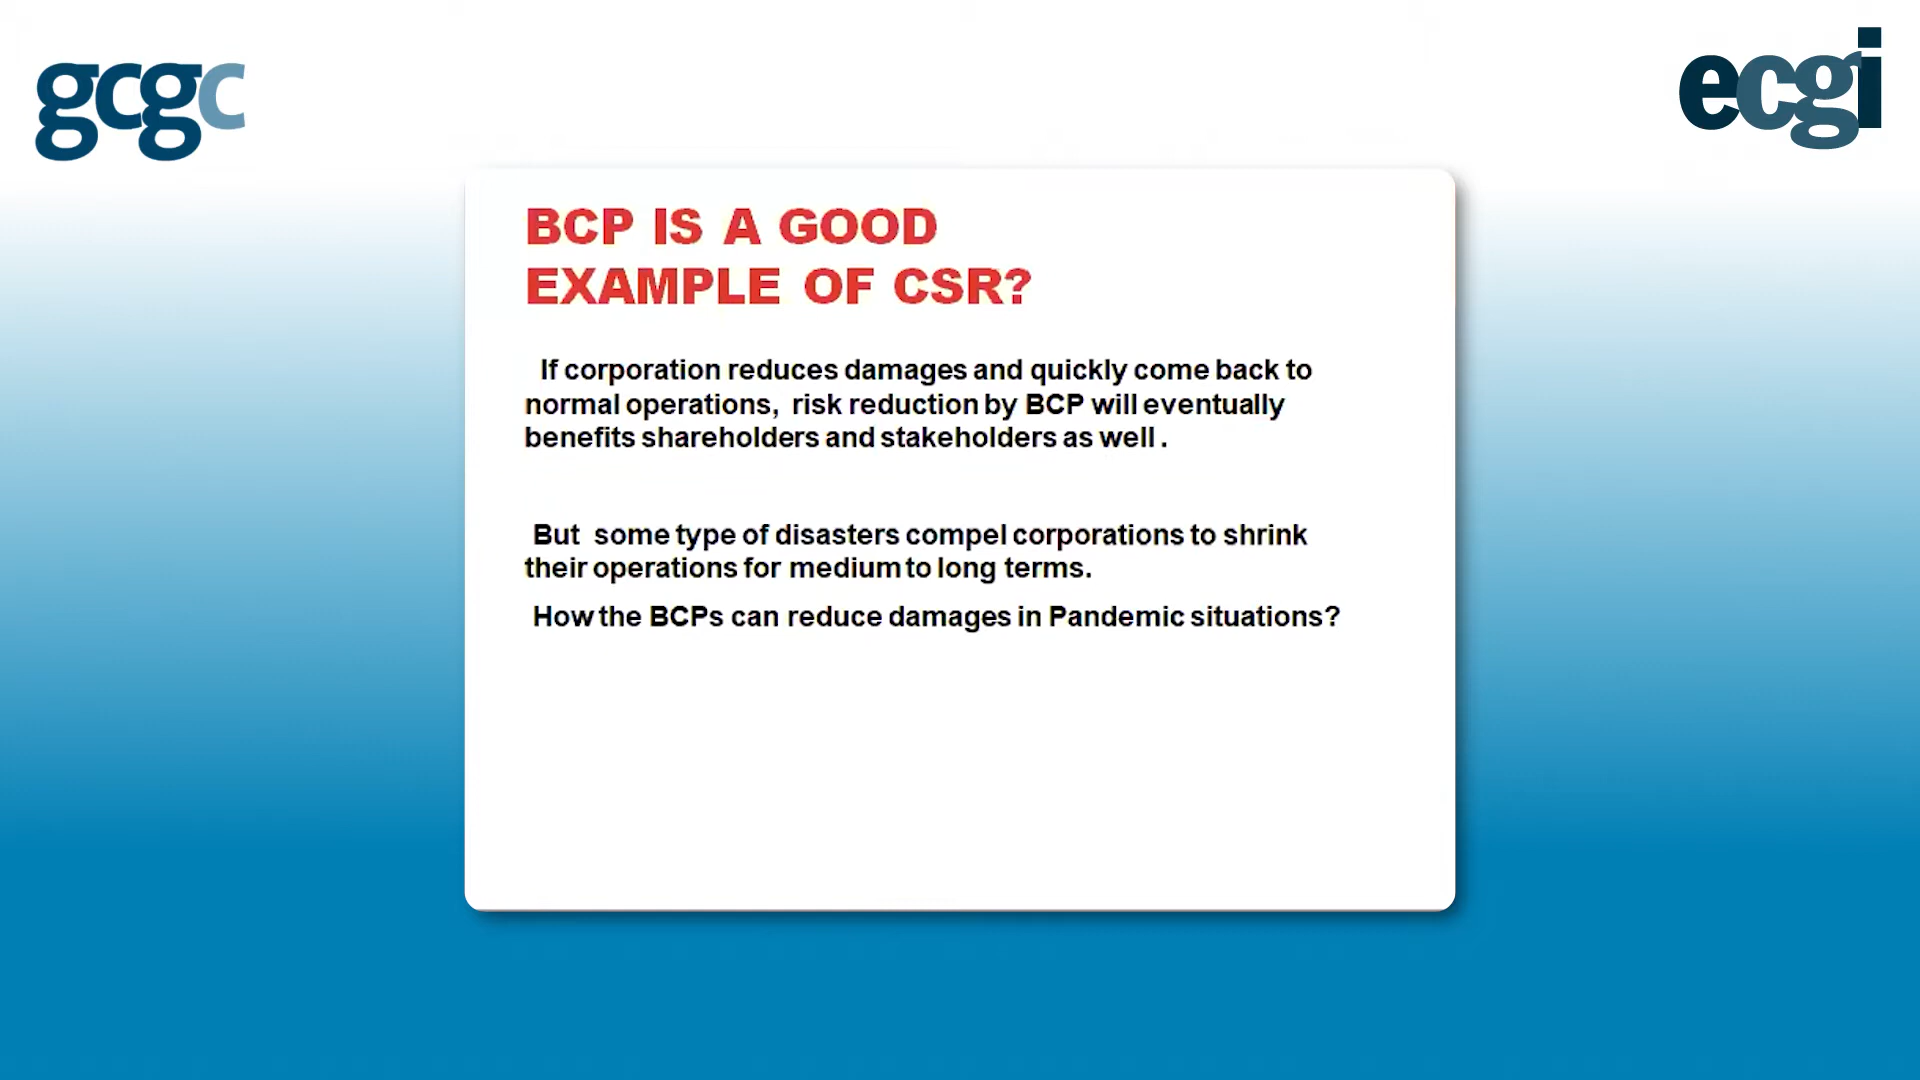 gcgc
ecgi
BCP IS A GOOD
EXAMPLE OF CSR?
If corporation reduces damages and quickly come back to
normal operations, risk reduction by BCP will eventually
benefits shareholders and stakeholders as well .
But some type of disasters compel corporations to shrink
their operations for medium to long terms.
How the BCPs can reduce damages in Pandemic situations?